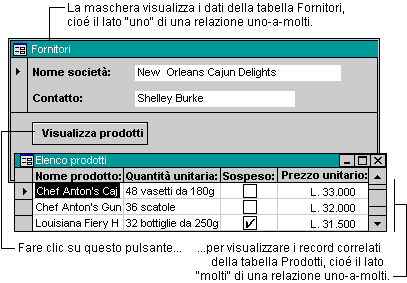 La maschera visualizza i dati della tabella Fornitori,
cioé il lato "uno" di una relazione uno-a-molti.
Fornitori
Nome società: New Orleans Cajun Delights
Contatto: Shelley Burke
Visualizza prodotti
Elenco prodotti
Nome prodotto: Quantità unitaria: Sospeso: Prezzo unitario:
Chef Anton's Caj 48 vasetti da 180g L. 33.000
Chef Anton's Gun 36 scatole L. 32.000
Louisiana Fiery H 32 bottiglie da 250g L. 31.500
Fare clic su questo pulsante...
...per visualizzare i record correlati
della tabella Prodotti, cioé il lato
"molti" di una relazione uno-a-molti.